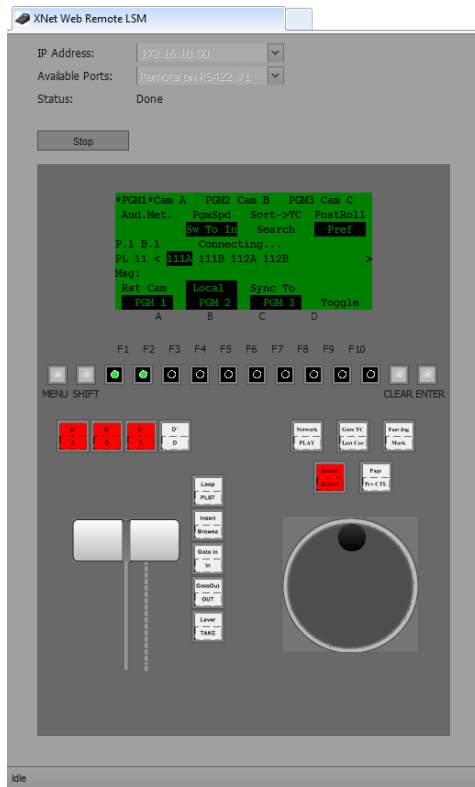 XNet Web Remote LSM
IP Address: 172.16.10.50
Available Ports: Remote on RS422 #1
Status: Done
Stop
*PGM1*Cam A PGM2 Cam B PGM3 Cam C
Aud.Met. PgmSpd Sort->TC PostRoll
Sw To In Search Pref
P.1 B.1 Connecting...
PL 11 < 111A 111B 112A 112B >
Msg:
Rst Cam Local Sync To
PGM 1 PGM 2 PGM 3 Toggle
A B C D
F1 F2 F3 F4 F5 F6 F7 F8 F9 F10
MENU SHIFT CLEAR ENTER
A' B' C' D'
A B C D
Network Goto TC Fast Jog
PLAY Last Cue Mark
Delete Page
Record Prv CTL
Loop
PLST
Insert
Browse
Goto in
In
GotoOut
OUT
Lever
TAKE
Idle